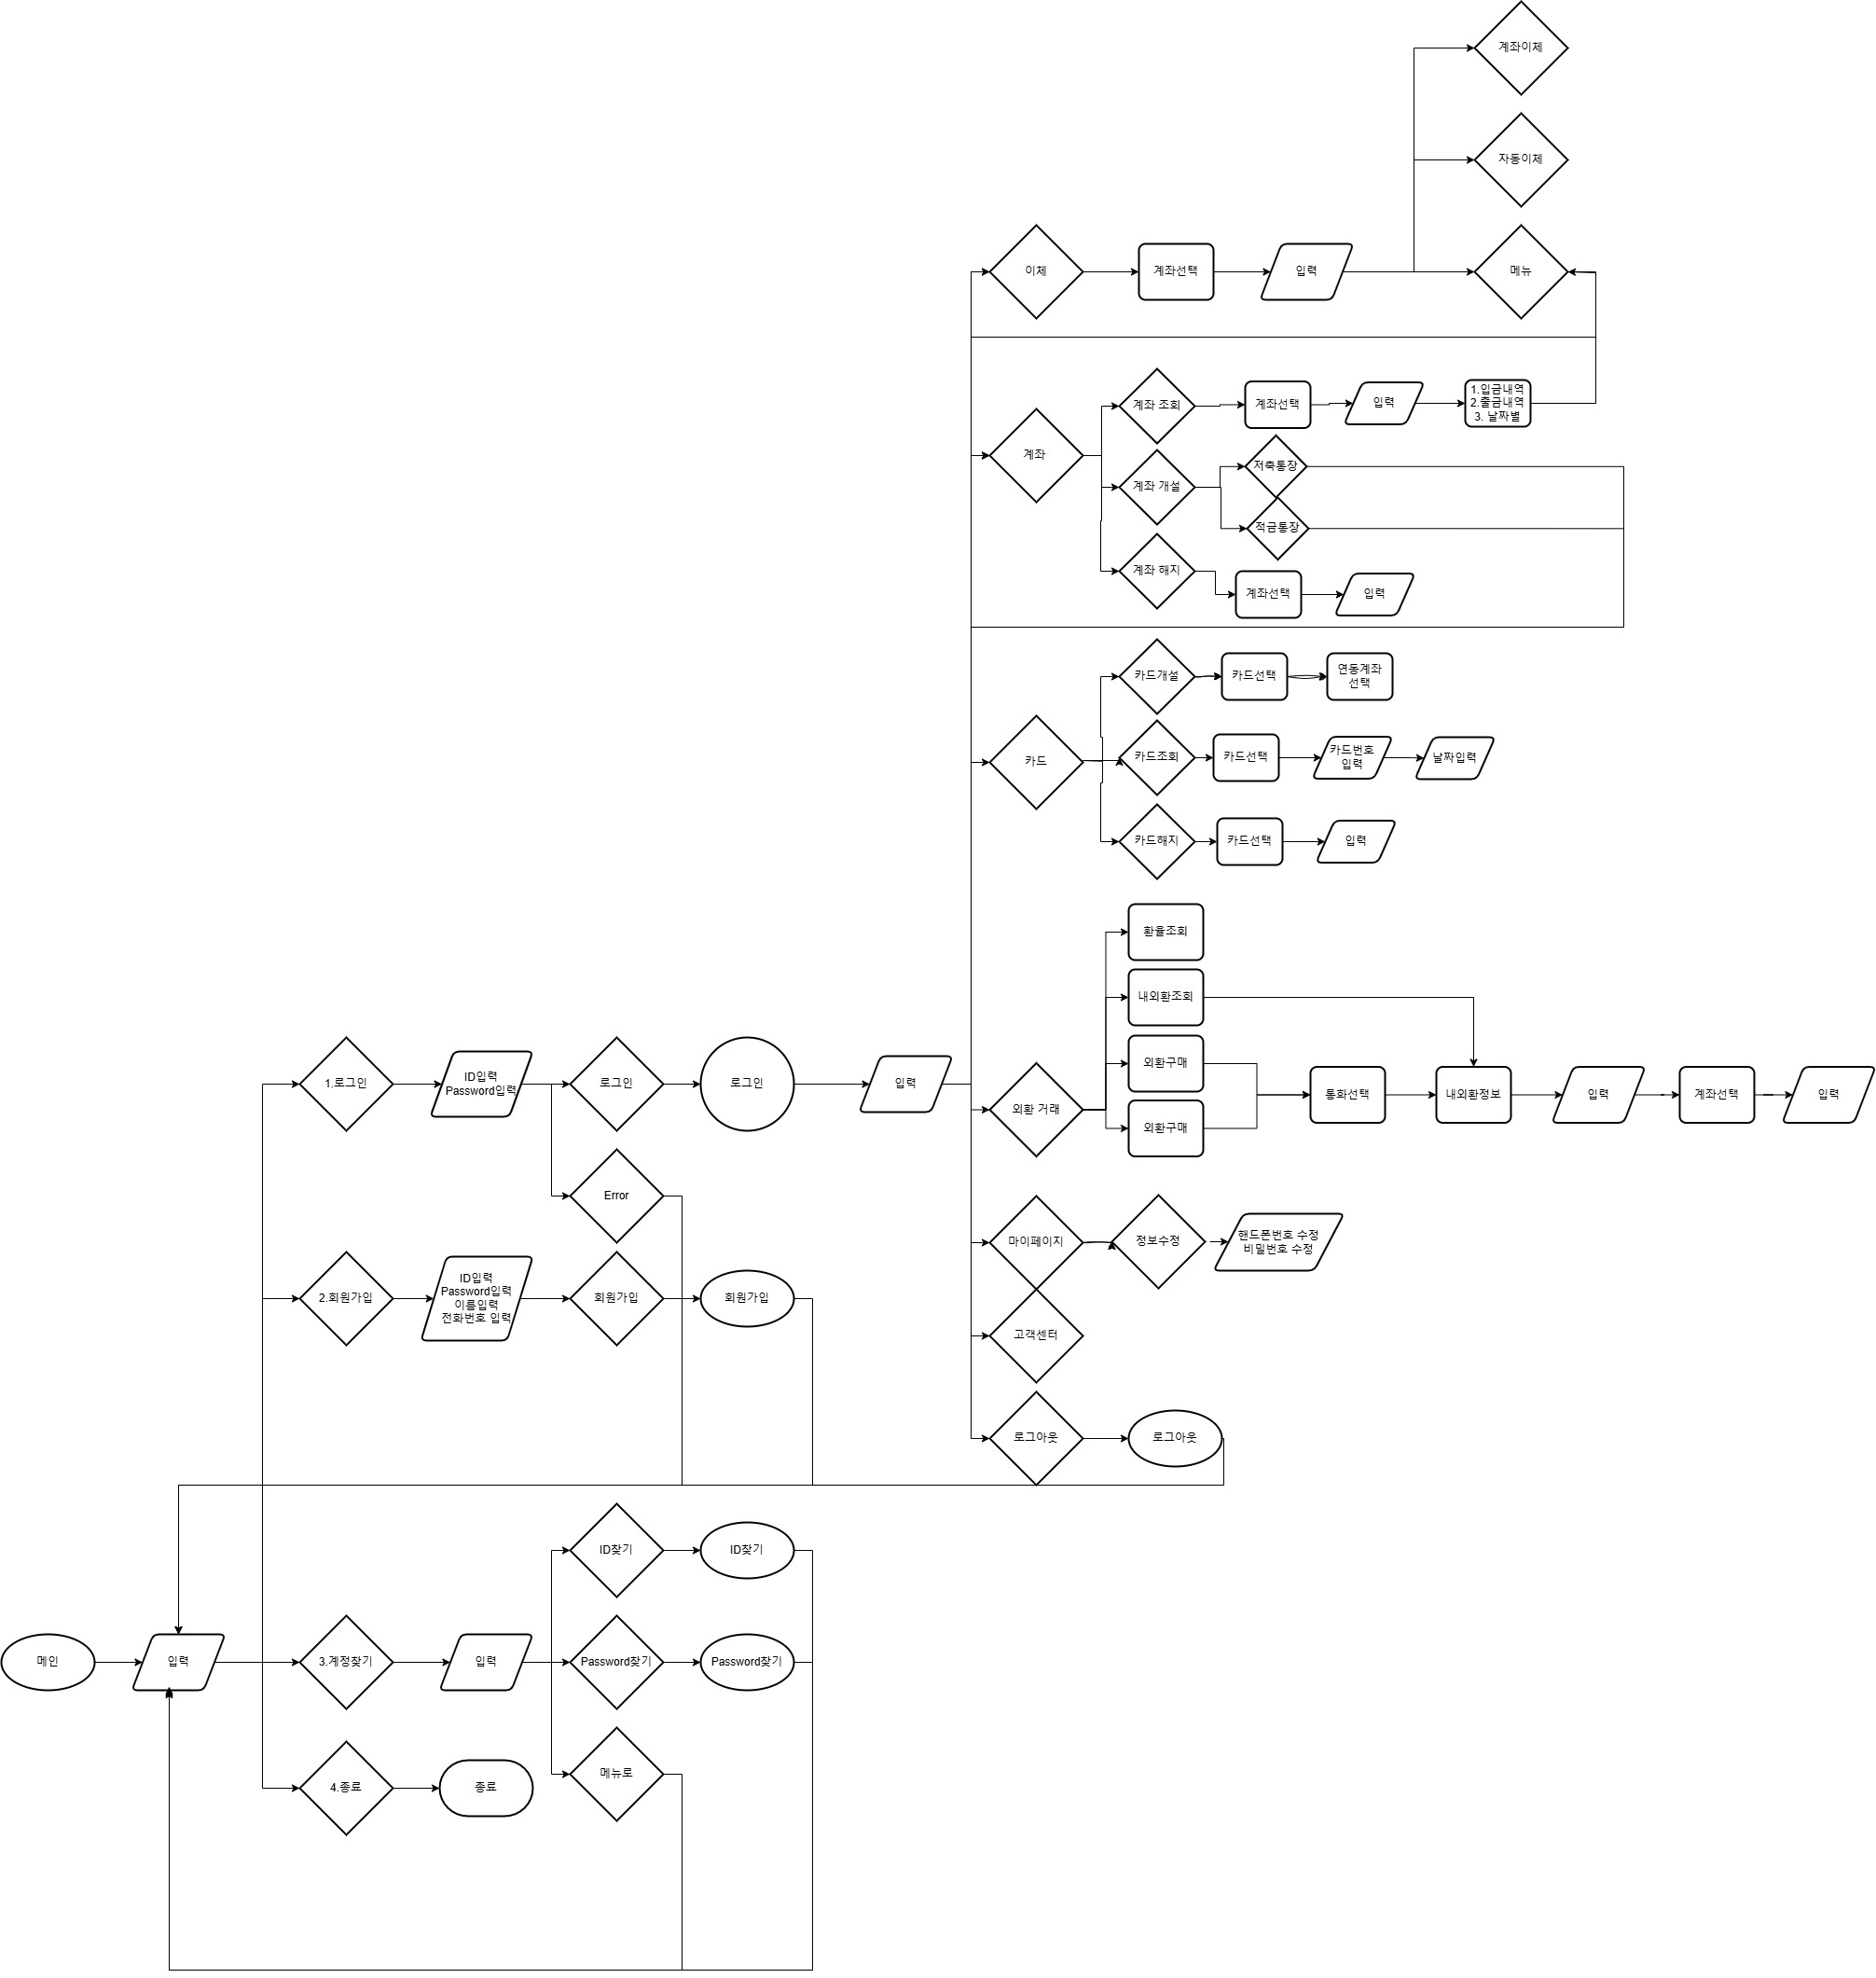 계좌이체
자동이체
이체
계좌선택
입력
메뉴
계좌
계좌 조회
계좌선택
입력
1.입금내역
2.출금내역
3. 날짜별
계좌 개설
저축통장
적금통장
계좌 해지
계좌선택
입력
카드
카드개설
카드선택
연동계좌
선택
카드조회
카드선택
카드번호
입력
날짜입력
카드해지
카드선택
입력
외환 거래
환율조회
내외환조회
외환구매
외환구매
통화선택
내외환정보
입력
계좌선택
입력
1.로그인
ID입력
Password입력
로그인
로그인
입력
Error
마이페이지
정보수정
핸드폰번호 수정
비밀번호 수정
2.회원가입
ID입력
Password입력
이름입력
전화번호 입력
회원가입
회원가입
고객센터
로그아웃
로그아웃
ID찾기
ID찾기
메인
입력
3.계정찾기
입력
Password찾기
Password찾기
4.종료
종료
메뉴로